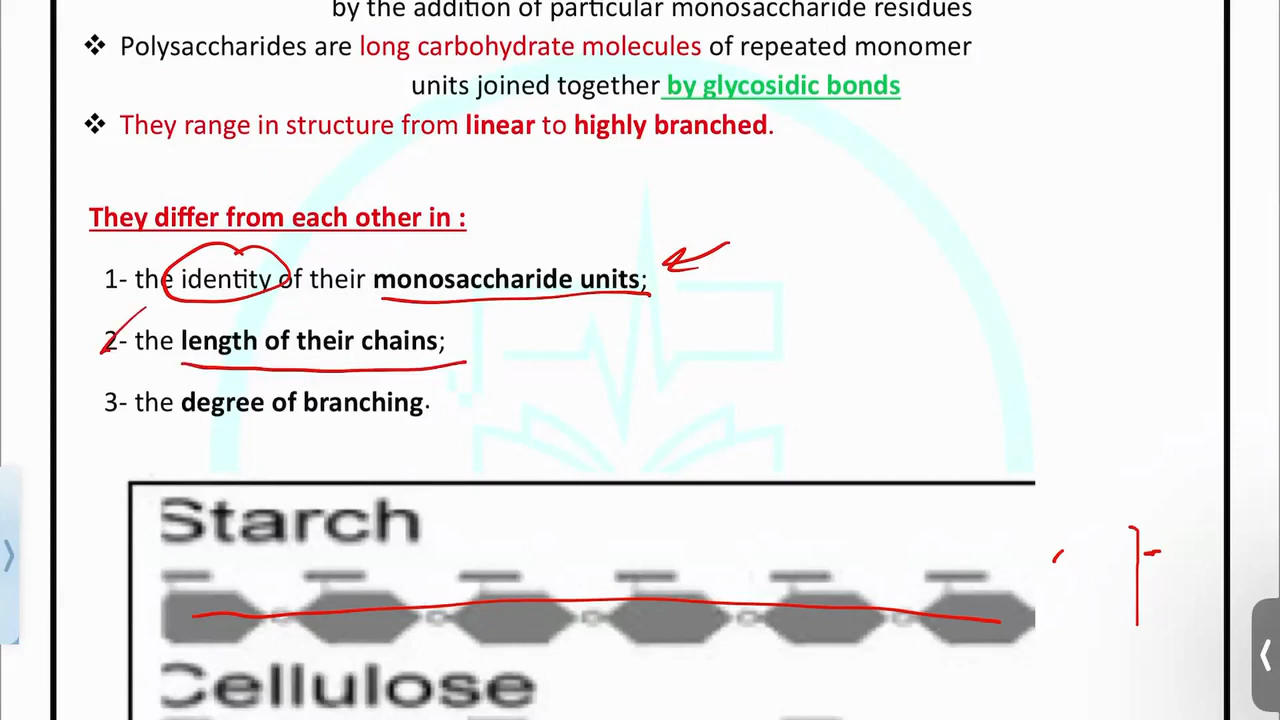 by the addition of particular monosaccharide residues
❖ Polysaccharides are long carbohydrate molecules of repeated monomer
units joined together by glycosidic bonds
❖ They range in structure from linear to highly branched.
They differ from each other in :
1- the identity of their monosaccharide units;
2- the length of their chains;
3- the degree of branching.
Starch
Cellulose